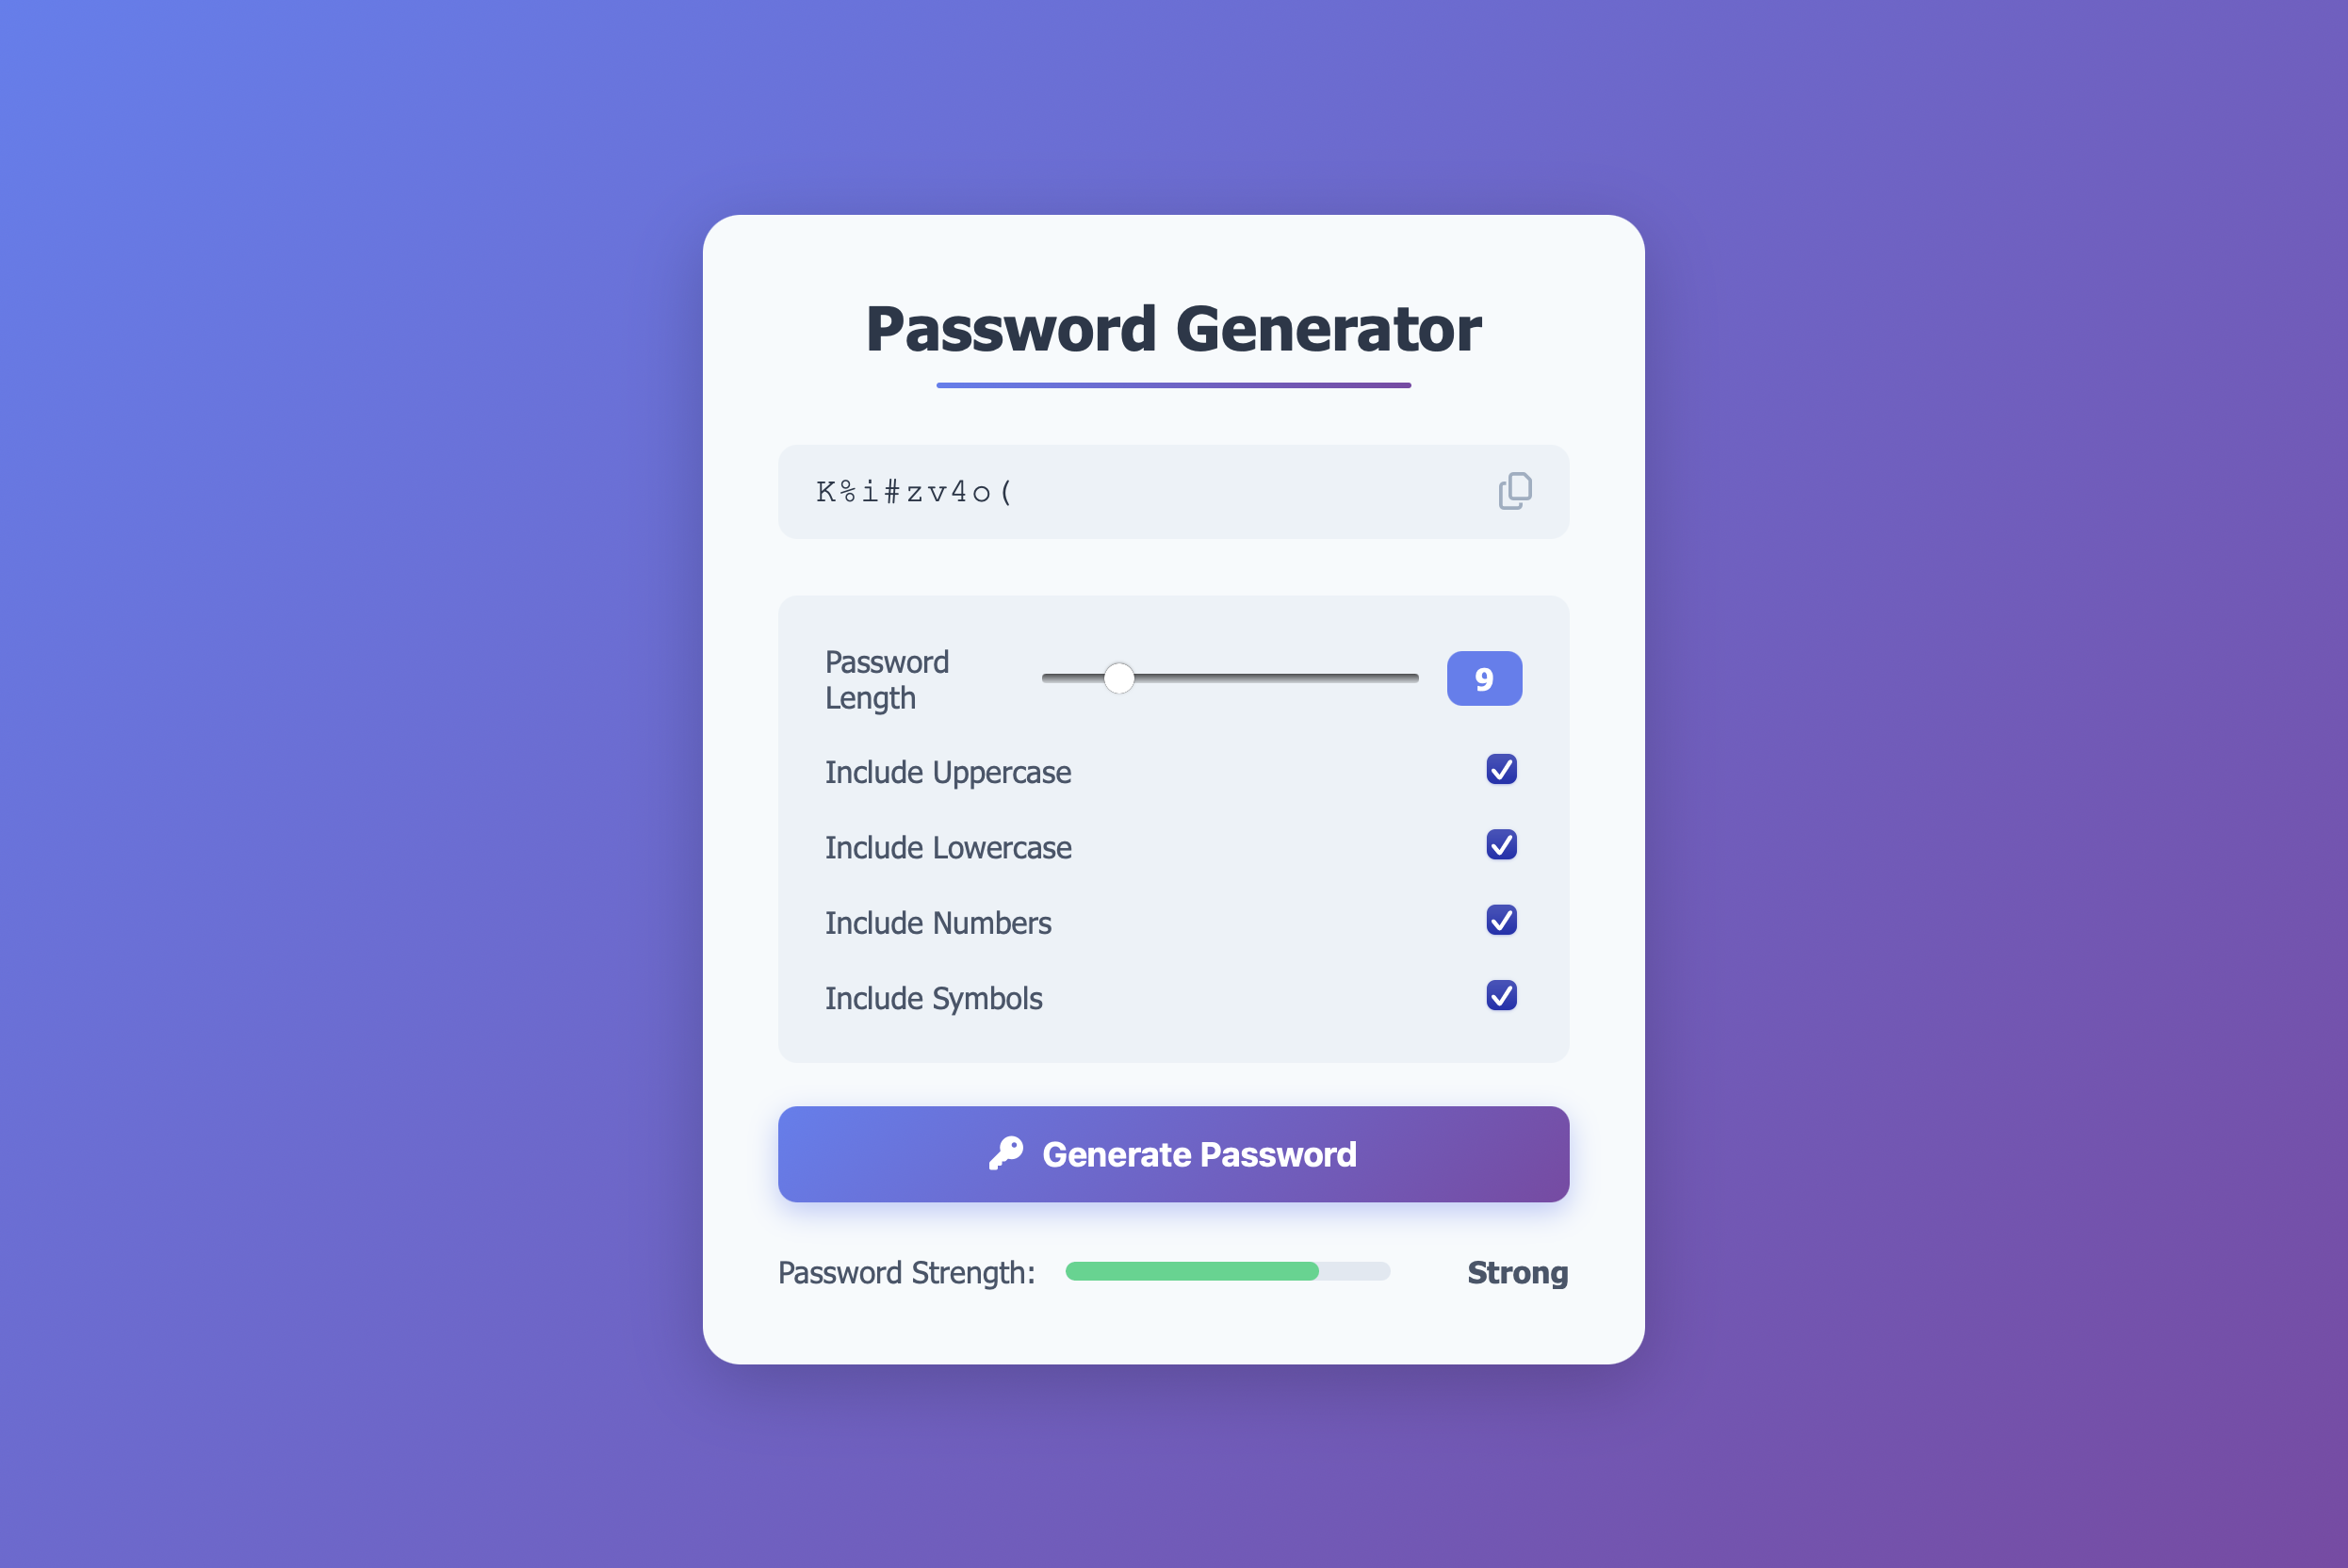 Password Generator
K%i#zv4o(
Password
Length
9
Include Uppercase
Include Lowercase
Include Numbers
Include Symbols
Generate Password
Password Strength: Strong